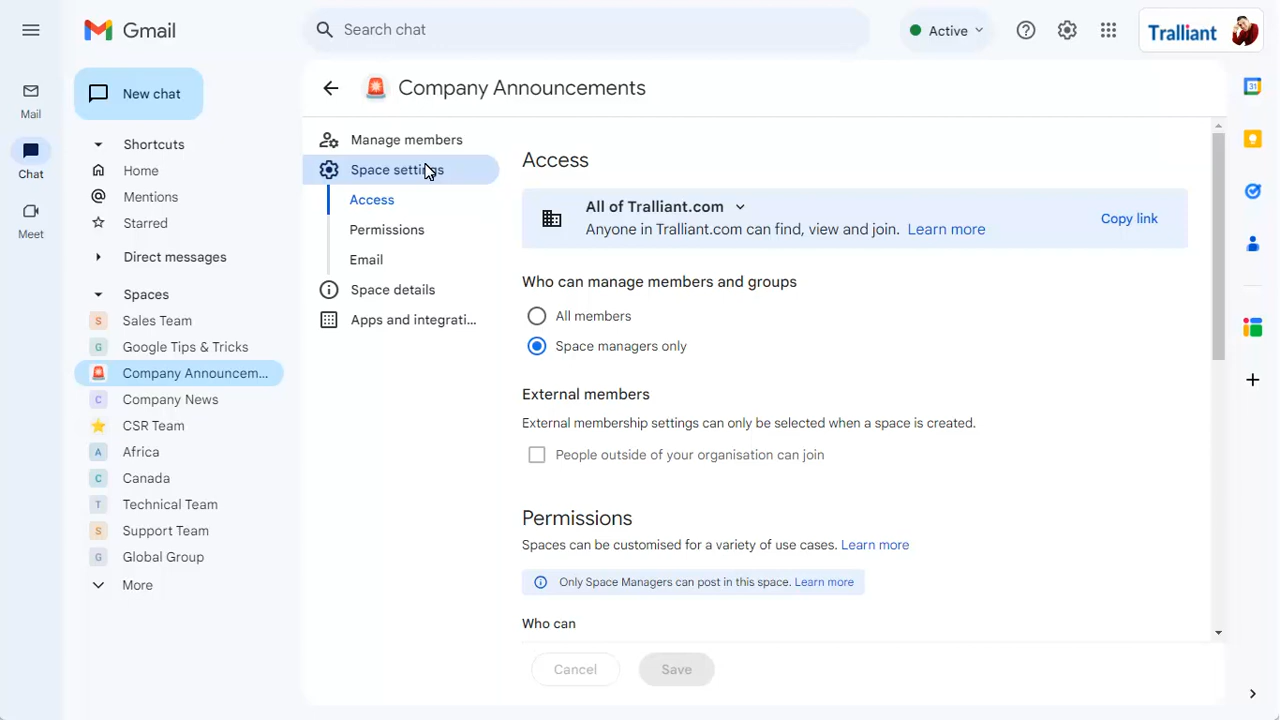 Gmail
Search chat
Active
Tralliant
Mail
Chat
Meet
New chat
Shortcuts
Home
Mentions
Starred
Direct messages
Spaces
S Sales Team
G Google Tips & Tricks
Company Announcem...
C Company News
CSR Team
A Africa
C Canada
T Technical Team
S Support Team
G Global Group
More
Company Announcements
Manage members
Space settings
Access
Permissions
Email
Space details
Apps and integrati...
Access
All of Tralliant.com
Anyone in Tralliant.com can find, view and join. Learn more
Copy link
Who can manage members and groups
All members
Space managers only
External members
External membership settings can only be selected when a space is created.
People outside of your organisation can join
Permissions
Spaces can be customised for a variety of use cases. Learn more
Only Space Managers can post in this space. Learn more
Who can
Cancel
Save
31